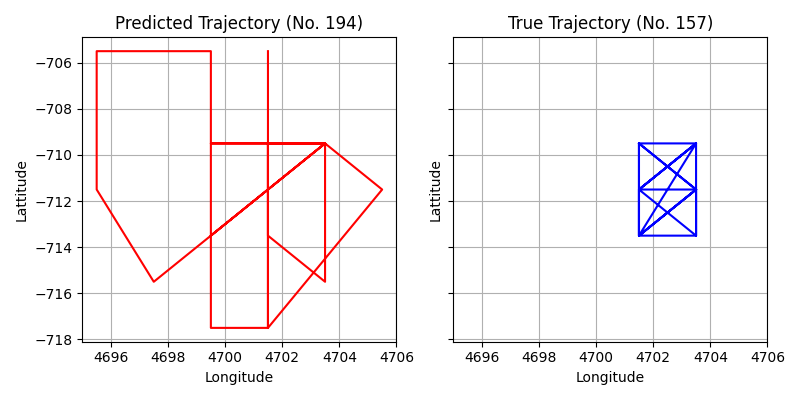 Predicted Trajectory (No. 194)
True Trajectory (No. 157)
Lattitude
−706
−708
−710
−712
−714
−716
−718
4696 4698 4700 4702 4704 4706
Longitude
Lattitude
4696 4698 4700 4702 4704 4706
Longitude